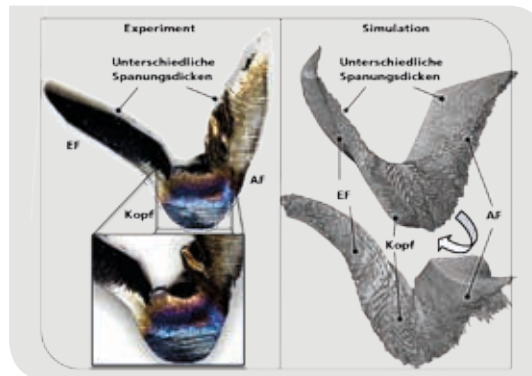 Experiment
Unterschiedliche
Spanungsdicken
EF
AF
Kopf
Simulation
Unterschiedliche
Spanungsdicken
EF
AF
Kopf